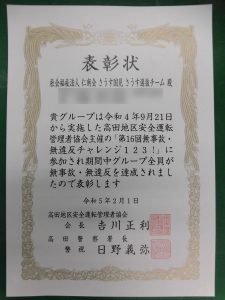 表彰状
社会福祉法人 仁和会 さうす国見 さうす選抜チーム 殿
貴グループは令和4年9月21日
から実施した高田地区安全運転
管理者協会主催の「第16回無事故・
無違反チャレンジ123!」に
参加され期間中グループ全員が
無事故・無違反を達成されまし
たので表彰します
令和5年2月1日
高田地区安全運転管理者協会
会長 吉川正利
高田警察署長
警視 日野義弥